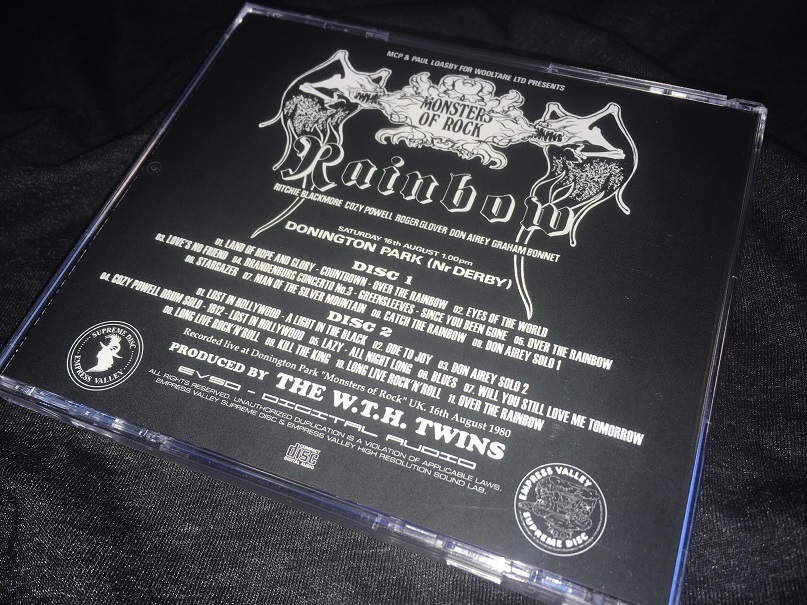 MCP & PAUL LOASBY FOR WOOLTARE LTD PRESENTS
MONSTERS
OF ROCK
Rainbow
RITCHIE BLACKMORE COZY POWELL ROGER GLOVER DON AIREY GRAHAM BONNET
SATURDAY 16th AUGUST 1.00pm
DONINGTON PARK (Nr DERBY)
DISC 1
01. LAND OF HOPE AND GLORY - COUNTDOWN - OVER THE RAINBOW 02. EYES OF THE WORLD
03. LOVE'S NO FRIEND 04. BRANDENBURG CONCERTO No.3 - GREENSLEEVES - SINCE YOU BEEN GONE 05. OVER THE RAINBOW
06. STARGAZER 07. MAN OF THE SILVER MOUNTAIN 08. CATCH THE RAINBOW 09. DON AIREY SOLO 1
DISC 2
01. LOST IN HOLLYWOOD - A LIGHT IN THE BLACK 02. ODE TO JOY 03. DON AIREY SOLO 2
04. COZY POWELL DRUM SOLO - 1812 - LOST IN HOLLYWOOD 05. LAZY - ALL NIGHT LONG 06. BLUES 07. WILL YOU STILL LOVE ME TOMORROW
08. LONG LIVE ROCK'N'ROLL 09. KILL THE KING 10. LONG LIVE ROCK'N'ROLL 11. OVER THE RAINBOW
Recorded live at Donington Park "Monsters of Rock" UK. 16th August 1980
PRODUCED BY THE W.T.H. TWINS
EVSD - DIGITAL AUDIO
ALL RIGHTS RESERVED. UNAUTHORIZED DUPLICATION IS A VIOLATION OF APPLICABLE LAWS.
EMPRESS VALLEY SUPREME DISC & EMPRESS VALLEY HIGH RESOLUTION SOUND LAB.
SUPREME DISC
EMPRESS VALLEY
COMPACT
disc
DIGITAL AUDIO
EMPRESS VALLEY
SUPREME DISC